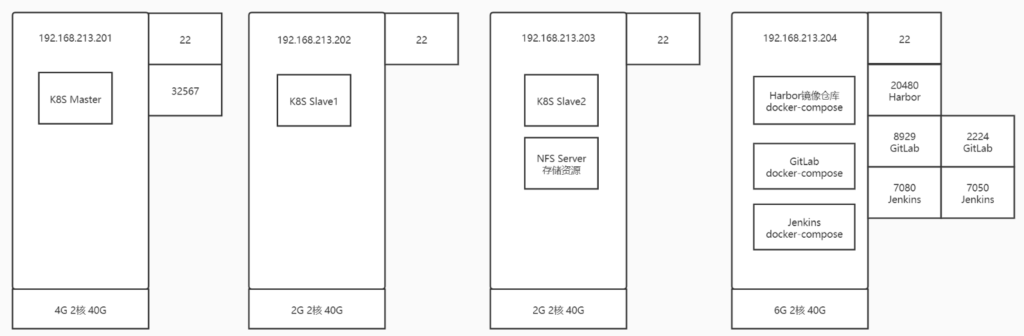 192.168.213.201
22
K8S Master
32567
4G 2核 40G
192.168.213.202
22
K8S Slave1
2G 2核 40G
192.168.213.203
22
K8S Slave2
NFS Server
存储资源
2G 2核 40G
192.168.213.204
22
Harbor镜像仓库
docker-compose
20480
Harbor
8929
GitLab
2224
GitLab
GitLab
docker-compose
7080
Jenkins
7050
Jenkins
Jenkins
docker-compose
6G 2核 40G